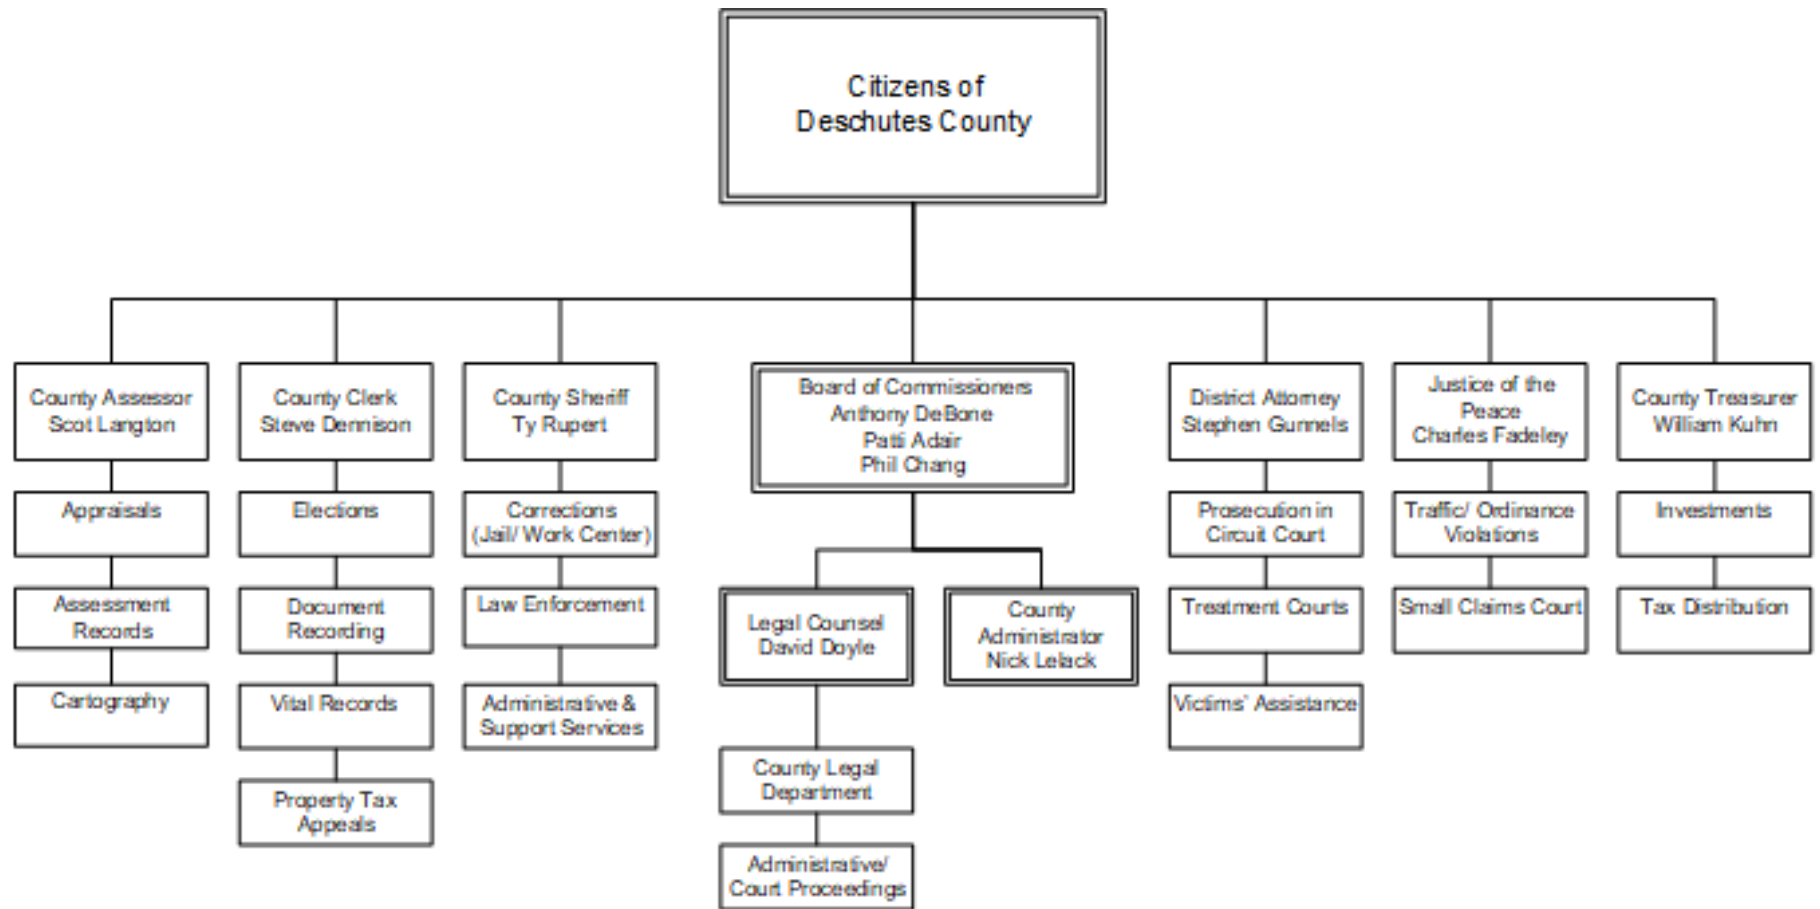 Citizens of
Deschutes County
County Assessor
Scot Langton
Appraisals
Assessment
Records
Cartography
County Clerk
Steve Dennison
Elections
Document
Recording
Vital Records
Property Tax
Appeals
County Sheriff
Ty Rupert
Corrections
(Jail/ Work Center)
Law Enforcement
Administrative &
Support Services
Board of Commissioners
Anthony DeBone
Patti Adair
Phil Chang
Legal Counsel
David Doyle
County Legal
Department
Administrative/
Court Proceedings
County
Administrator
Nick Lelack
District Attorney
Stephen Gunnels
Prosecution in
Circuit Court
Treatment Courts
Victims' Assistance
Justice of the
Peace
Charles Fadeley
Traffic/ Ordinance
Violations
Small Claims Court
County Treasurer
William Kuhn
Investments
Tax Distribution